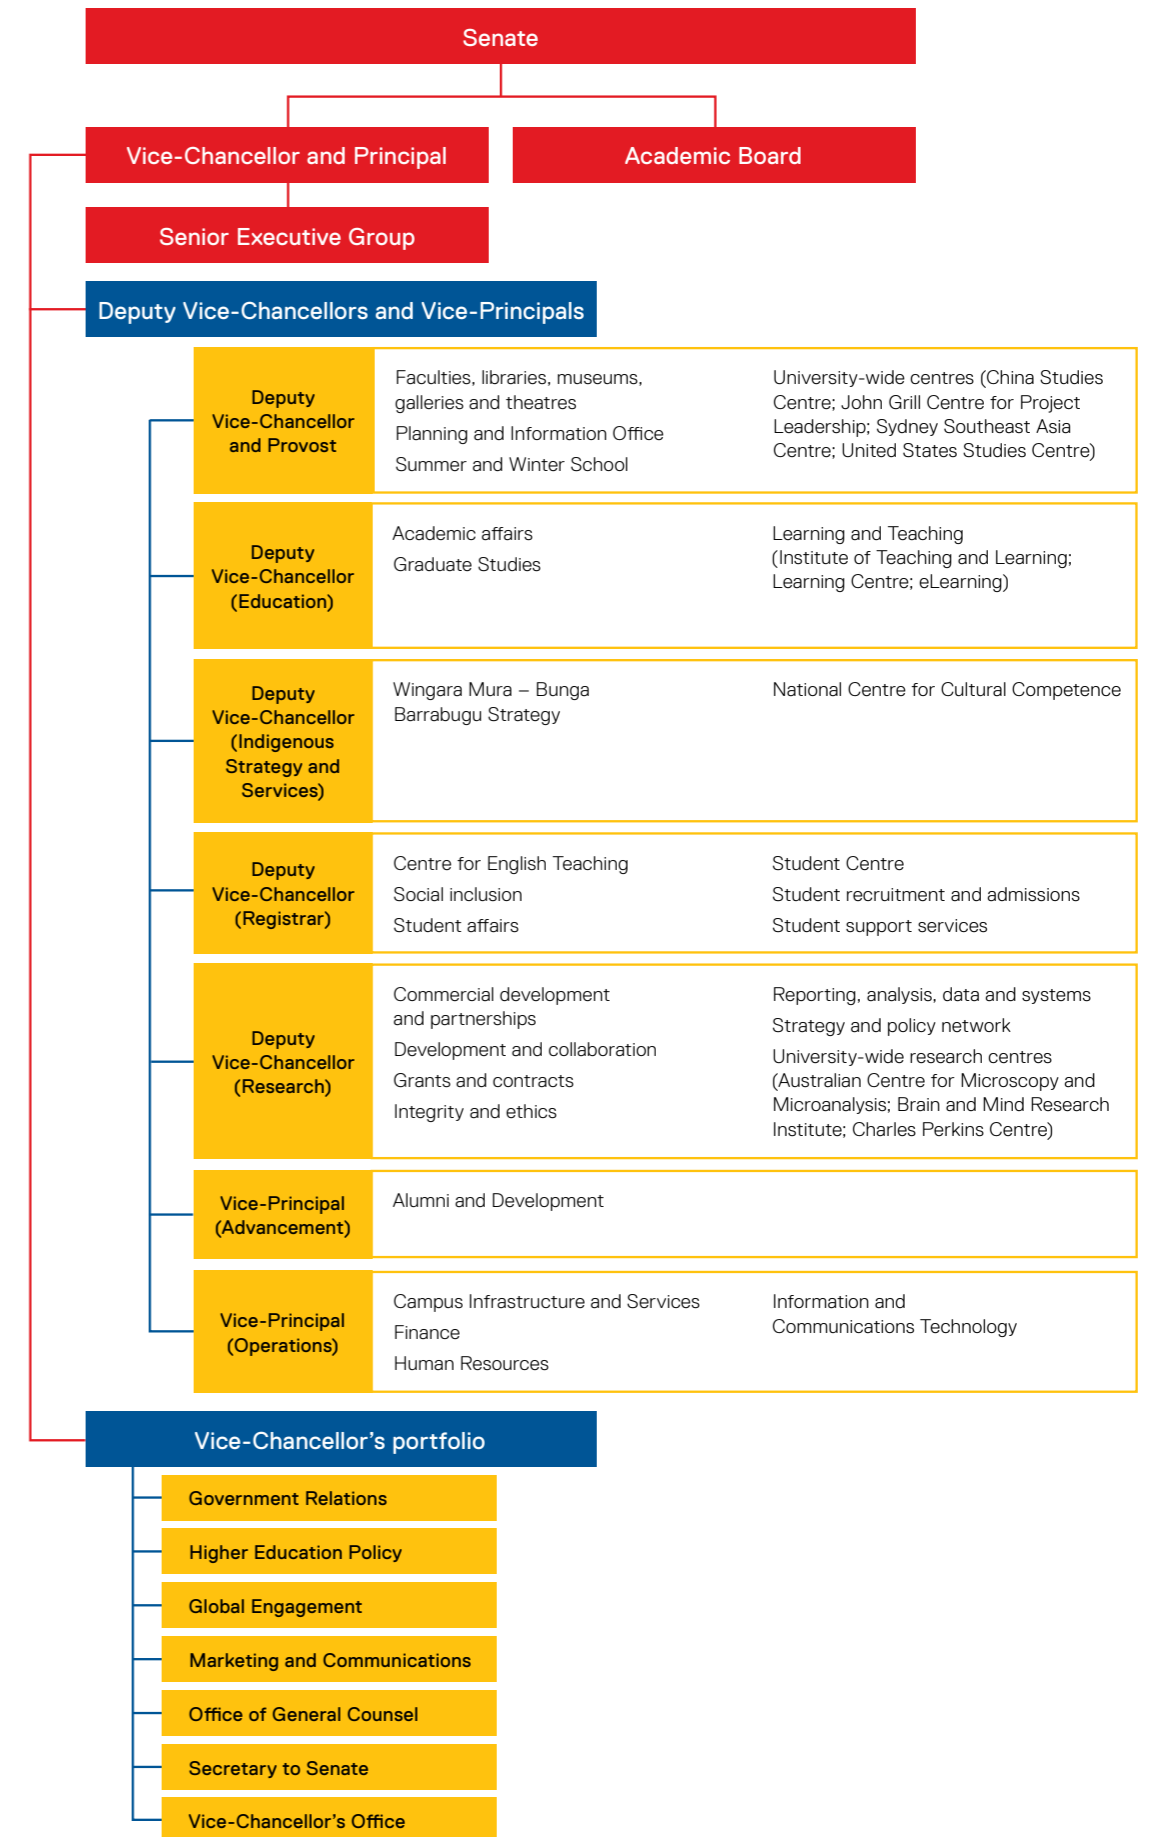 Senate
Vice-Chancellor and Principal
Academic Board
Senior Executive Group
Deputy Vice-Chancellors and Vice-Principals
Deputy
Vice-Chancellor
and Provost
Faculties, libraries, museums,
galleries and theatres
Planning and Information Office
Summer and Winter School
University-wide centres (China Studies
Centre; John Grill Centre for Project
Leadership; Sydney Southeast Asia
Centre; United States Studies Centre)
Deputy
Vice-Chancellor
(Education)
Academic affairs
Graduate Studies
Learning and Teaching
(Institute of Teaching and Learning;
Learning Centre; eLearning)
Deputy
Vice-Chancellor
(Indigenous
Strategy and
Services)
Wingara Mura – Bunga
Barrabugu Strategy
National Centre for Cultural Competence
Deputy
Vice-Chancellor
(Registrar)
Centre for English Teaching
Social inclusion
Student affairs
Student Centre
Student recruitment and admissions
Student support services
Deputy
Vice-Chancellor
(Research)
Commercial development
and partnerships
Development and collaboration
Grants and contracts
Integrity and ethics
Reporting, analysis, data and systems
Strategy and policy network
University-wide research centres
(Australian Centre for Microscopy and
Microanalysis; Brain and Mind Research
Institute; Charles Perkins Centre)
Vice-Principal
(Advancement)
Alumni and Development
Vice-Principal
(Operations)
Campus Infrastructure and Services
Finance
Human Resources
Information and
Communications Technology
Vice-Chancellor’s portfolio
Government Relations
Higher Education Policy
Global Engagement
Marketing and Communications
Office of General Counsel
Secretary to Senate
Vice-Chancellor’s Office